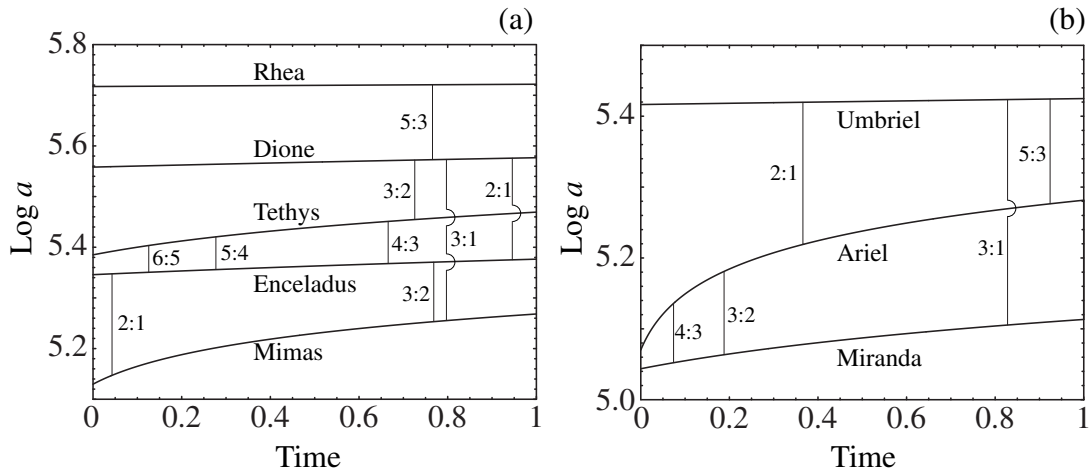 (a)
5.8
5.6
5.4
5.2
Log a
Rhea
5:3
Dione
3:2
2:1
Tethys
6:5
5:4
4:3
3:1
Enceladus
3:2
2:1
Mimas
0
0.2
0.4
0.6
0.8
1
Time
(b)
5.4
5.2
5.0
Log a
Umbriel
2:1
5:3
Ariel
3:1
4:3
3:2
Miranda
0
0.2
0.4
0.6
0.8
1
Time